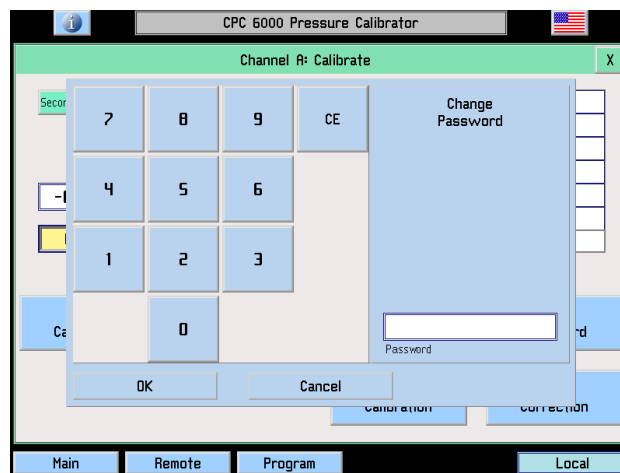 i CPC 6000 Pressure Calibrator
Channel A: Calibrate X
7 8 9 CE
4 5 6
1 2 3
0
Change
Password
Password
OK Cancel
Main Remote Program Local